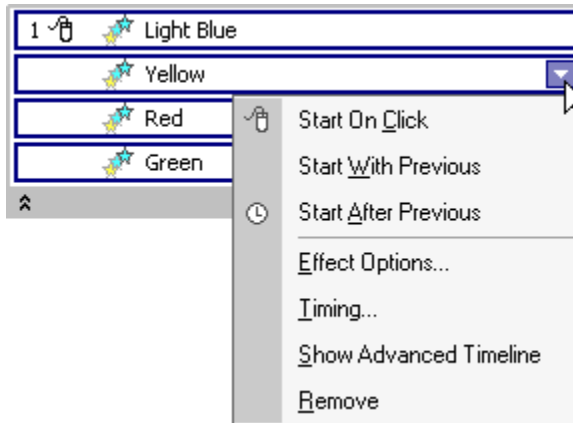 1 Light Blue
Yellow
Red
Green
Start On Click
Start With Previous
Start After Previous
Effect Options...
Timing...
Show Advanced Timeline
Remove